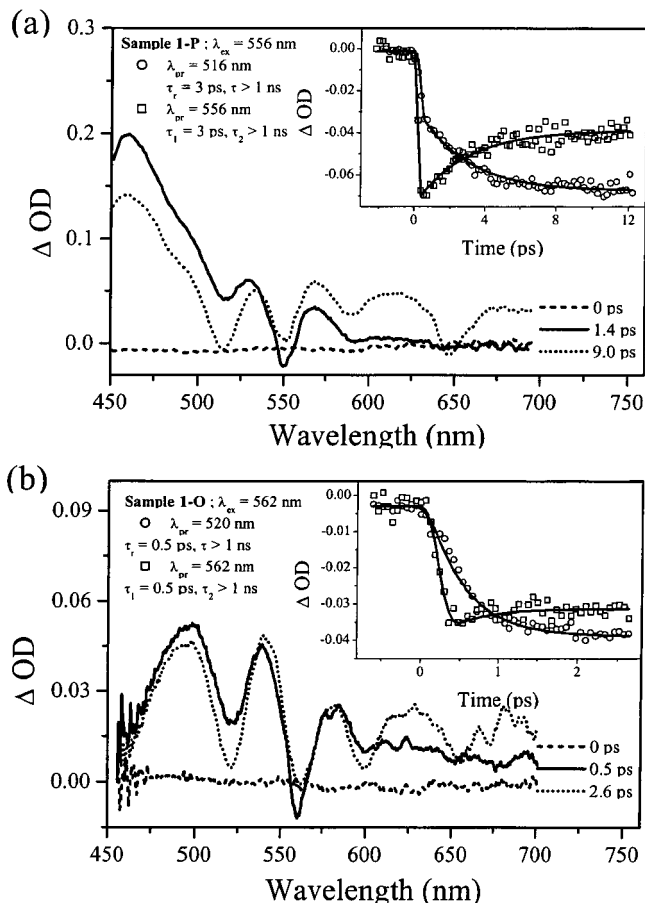 (a)
Sample 1-P ; λex = 556 nm
λpr = 516 nm
τr = 3 ps, τ > 1 ns
λpr = 556 nm
τ1 = 3 ps, τ2 > 1 ns
Δ OD
0.00
-0.02
-0.04
-0.06
0 4 8 12
Time (ps)
Δ OD
0.3
0.2
0.1
0.0
0 ps
1.4 ps
9.0 ps
450 500 550 600 650 700 750
Wavelength (nm)
(b)
Sample 1-O ; λex = 562 nm
λpr = 520 nm
τr = 0.5 ps, τ > 1 ns
λpr = 562 nm
τ1 = 0.5 ps, τ2 > 1 ns
Δ OD
0.00
-0.01
-0.02
-0.03
-0.04
0 1 2
Time (ps)
Δ OD
0.09
0.06
0.03
0.00
0 ps
0.5 ps
2.6 ps
450 500 550 600 650 700 750
Wavelength (nm)